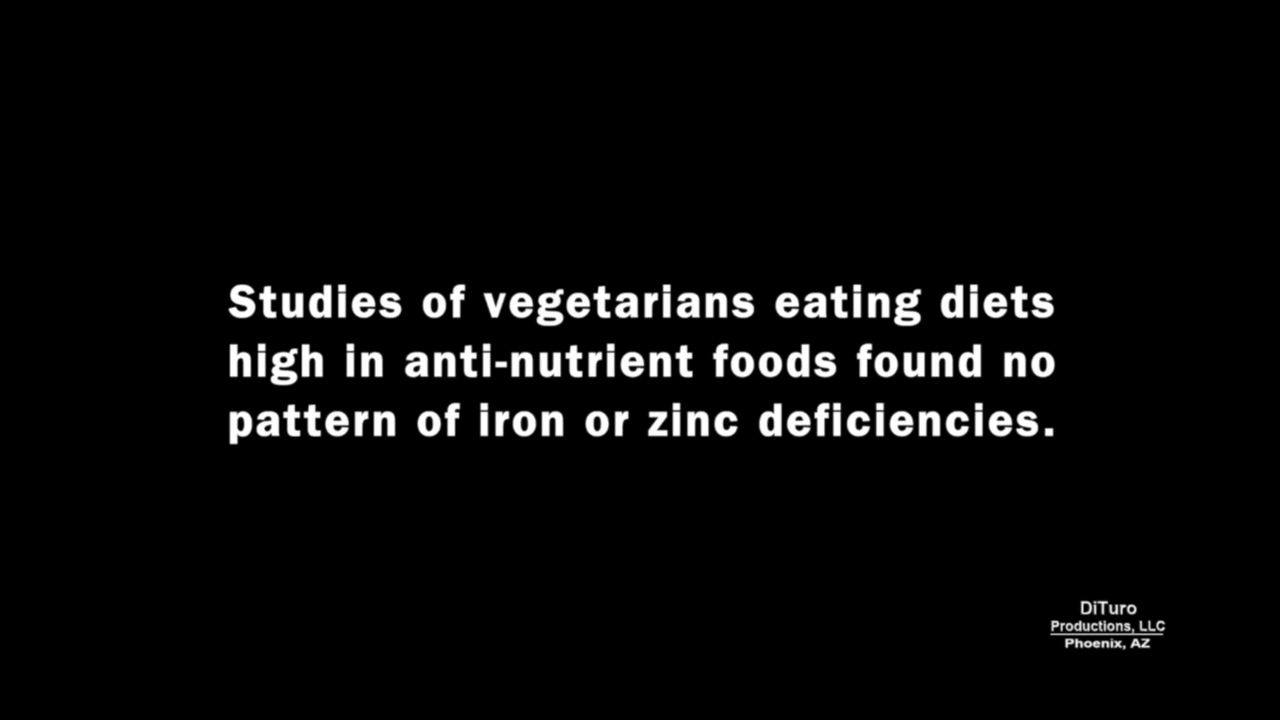 Studies of vegetarians eating diets
high in anti-nutrient foods found no
pattern of iron or zinc deficiencies.
DiTuro
Productions, LLC
Phoenix, AZ